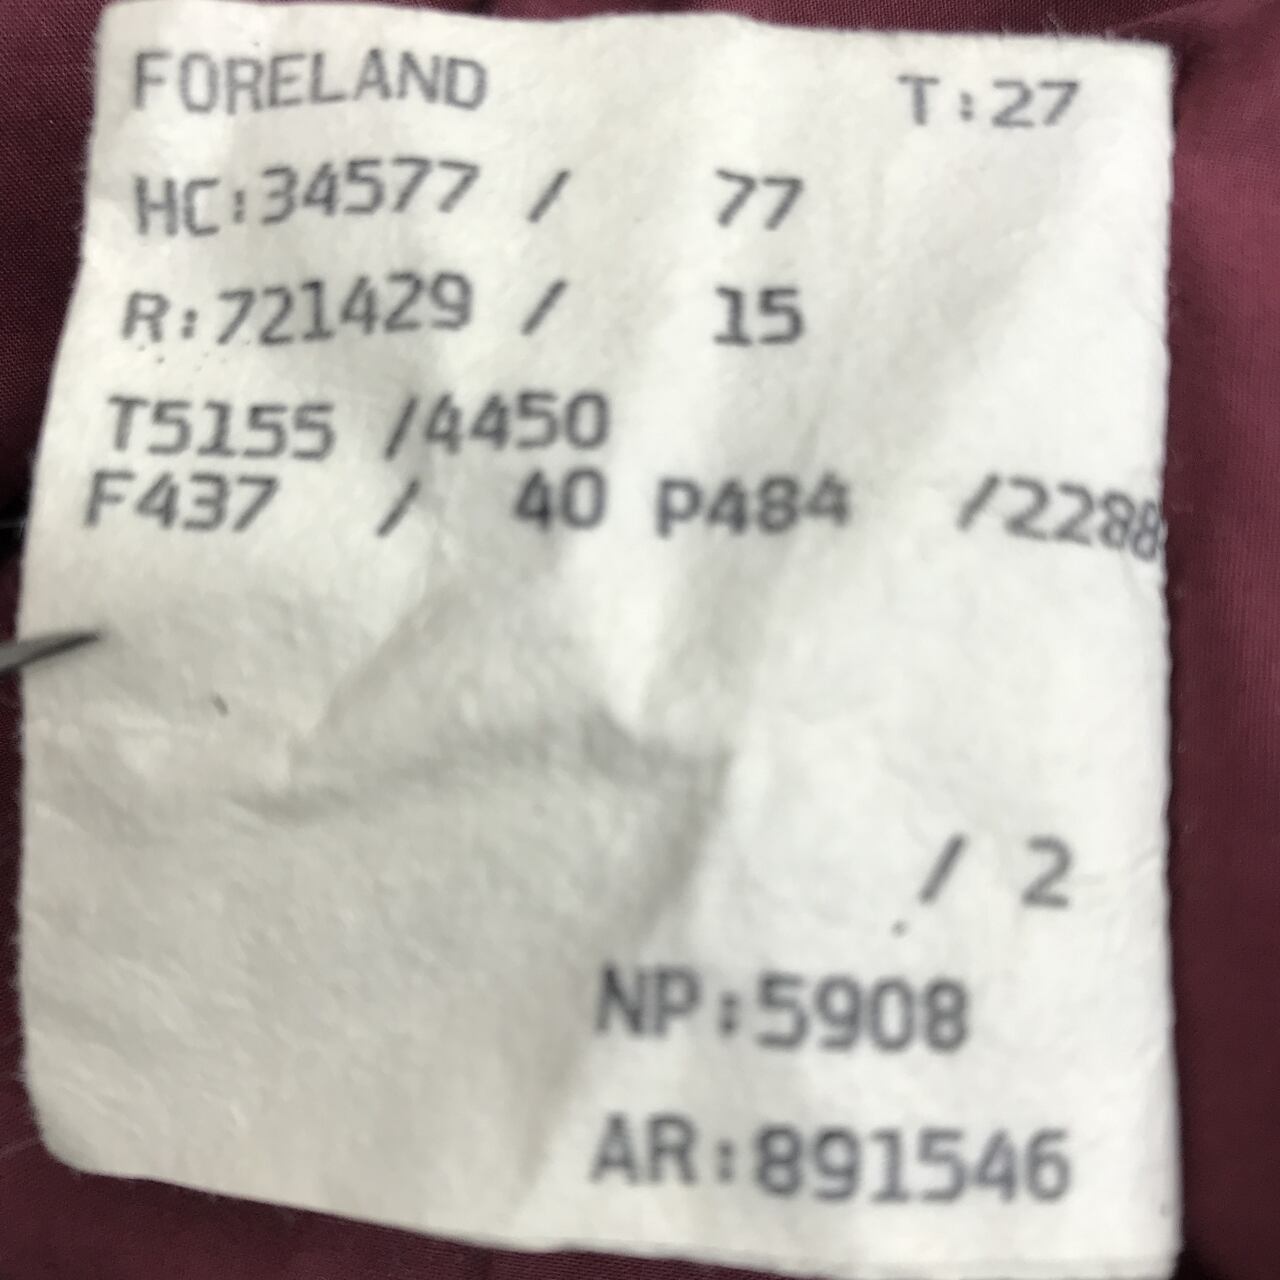 FORELAND T:27
HC:34577 / 77
R:721429 / 15
T5155 /4450
F437 / 40 P484 /2288
/ 2
NP:5908
AR:891546